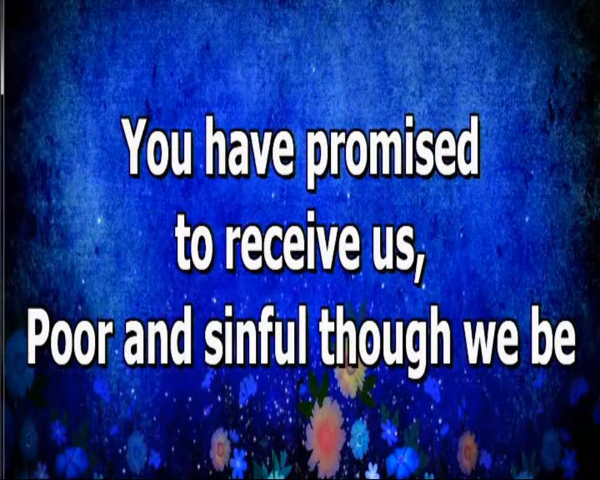 You have promised
to receive us,
Poor and sinful though we be